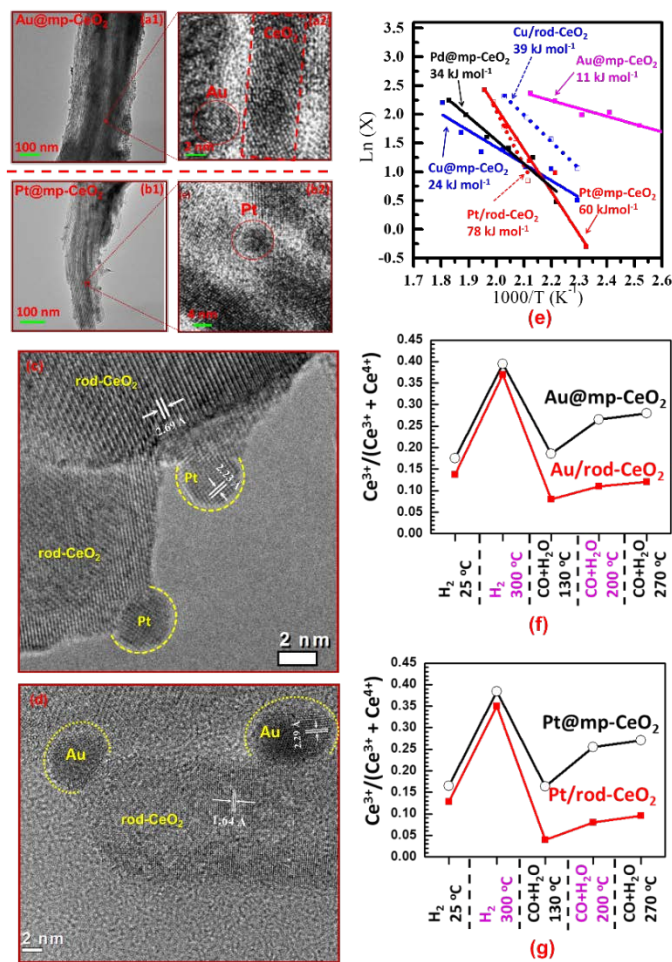 Au@mp-CeO₂ (a1)
100 nm
(a2)
CeO₂
Au
2 nm
Pt@mp-CeO₂ (b1)
100 nm
(b2)
Pt
(c)
rod-CeO₂
2.69 Å
Pt
2.23 Å
rod-CeO₂
Pt
2 nm
(d)
Au
Au
2.29 Å
rod-CeO₂
1.64 Å
2 nm
Ln (X)
3.5
3.0
2.5
2.0
1.5
1.0
0.5
0.0
-0.5
Cu/rod-CeO₂
39 kJ mol⁻¹
Pd@mp-CeO₂
34 kJ mol⁻¹
Au@mp-CeO₂
11 kJ mol⁻¹
Cu@mp-CeO₂
24 kJ mol⁻¹
Pt/rod-CeO₂
78 kJ mol⁻¹
Pt@mp-CeO₂
60 kJmol⁻¹
1.7 1.8 1.9 2.0 2.1 2.2 2.3 2.4 2.5 2.6
1000/T (K⁻¹)
(e)
Ce³⁺/(Ce³⁺ + Ce⁴⁺)
0.45
0.40
0.35
0.30
0.25
0.20
0.15
0.10
0.05
0.00
Au@mp-CeO₂
Au/rod-CeO₂
H₂
25 °C
H₂
300 °C
CO+H₂O
130 °C
CO+H₂O
200 °C
CO+H₂O
270 °C
(f)
Ce³⁺/(Ce³⁺ + Ce⁴⁺)
0.45
0.40
0.35
0.30
0.25
0.20
0.15
0.10
0.05
0.00
Pt@mp-CeO₂
Pt/rod-CeO₂
H₂
25 °C
H₂
300 °C
CO+H₂O
130 °C
CO+H₂O
200 °C
CO+H₂O
270 °C
(g)